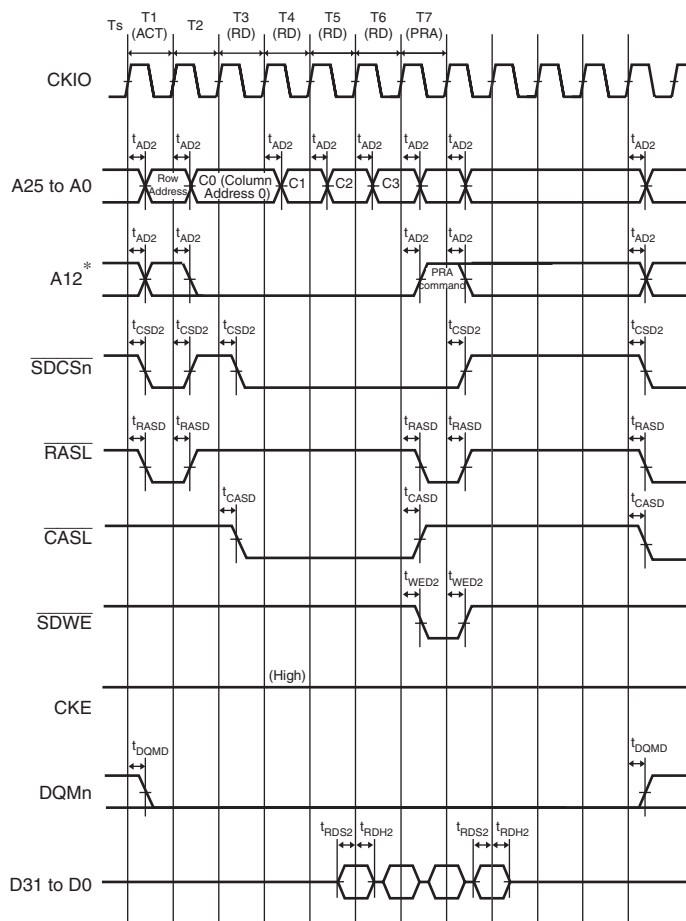 T1 T2 T3 T4 T5 T6 T7
Ts (ACT) (RD) (RD) (RD) (RD) (PRA)
CKIO
tAD2 tAD2 tAD2 tAD2 tAD2 tAD2 tAD2 tAD2
A25 to A0 Row Address C0 (Column Address 0) C1 C2 C3
tAD2 tAD2 tAD2 tAD2 tAD2
A12* PRA command
tCSD2 tCSD2 tCSD2 tCSD2 tCSD2
SDCSn
tRASD tRASD tRASD tRASD tRASD
RASL
tCASD tCASD tCASD
CASL
tWED2 tWED2
SDWE
(High)
CKE
tDQMD tDQMD
DQMn
tRDS2 tRDH2 tRDS2 tRDH2
D31 to D0